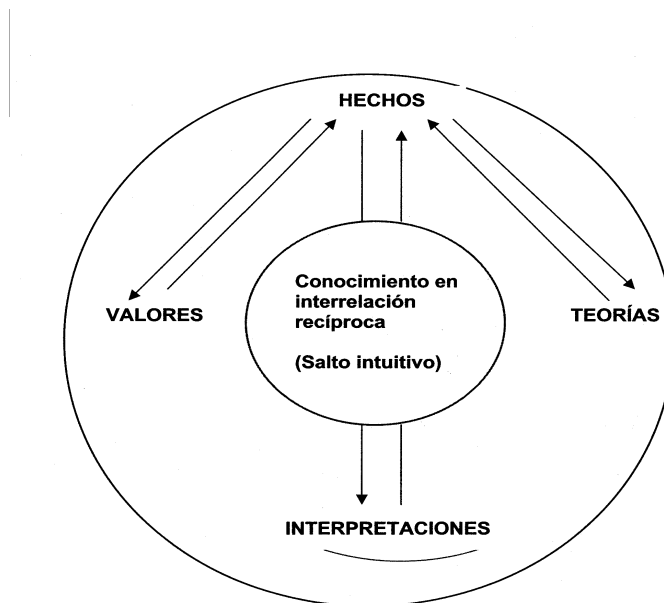 HECHOS
Conocimiento en
interrelación
recíproca
(Salto intuitivo)
VALORES
TEORÍAS
INTERPRETACIONES